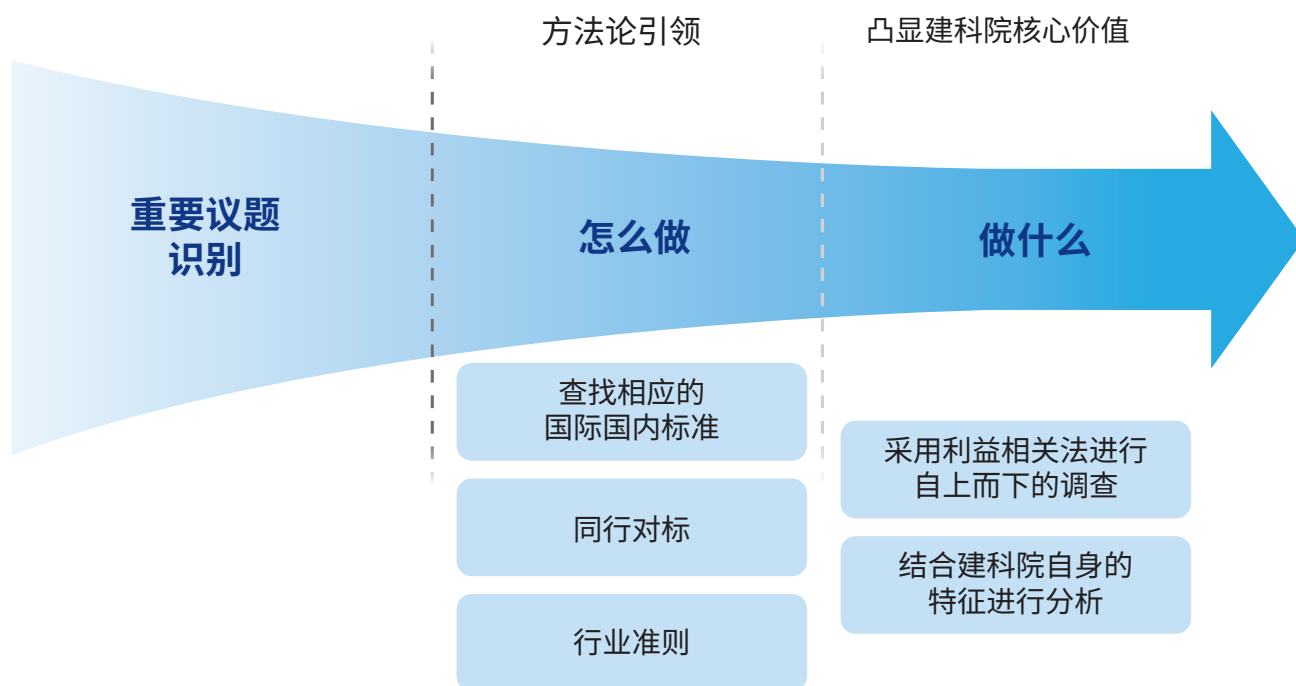 方法论引领
凸显建科院核心价值
重要议题
识别
怎么做
做什么
查找相应的
国际国内标准
同行对标
行业准则
采用利益相关法进行
自上而下的调查
结合建科院自身的
特征进行分析